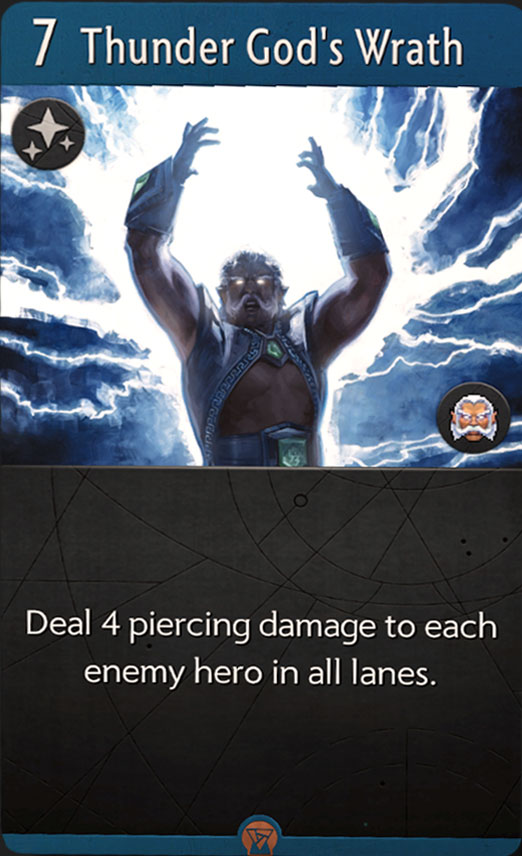 7 Thunder God's Wrath
Deal 4 piercing damage to each
enemy hero in all lanes.